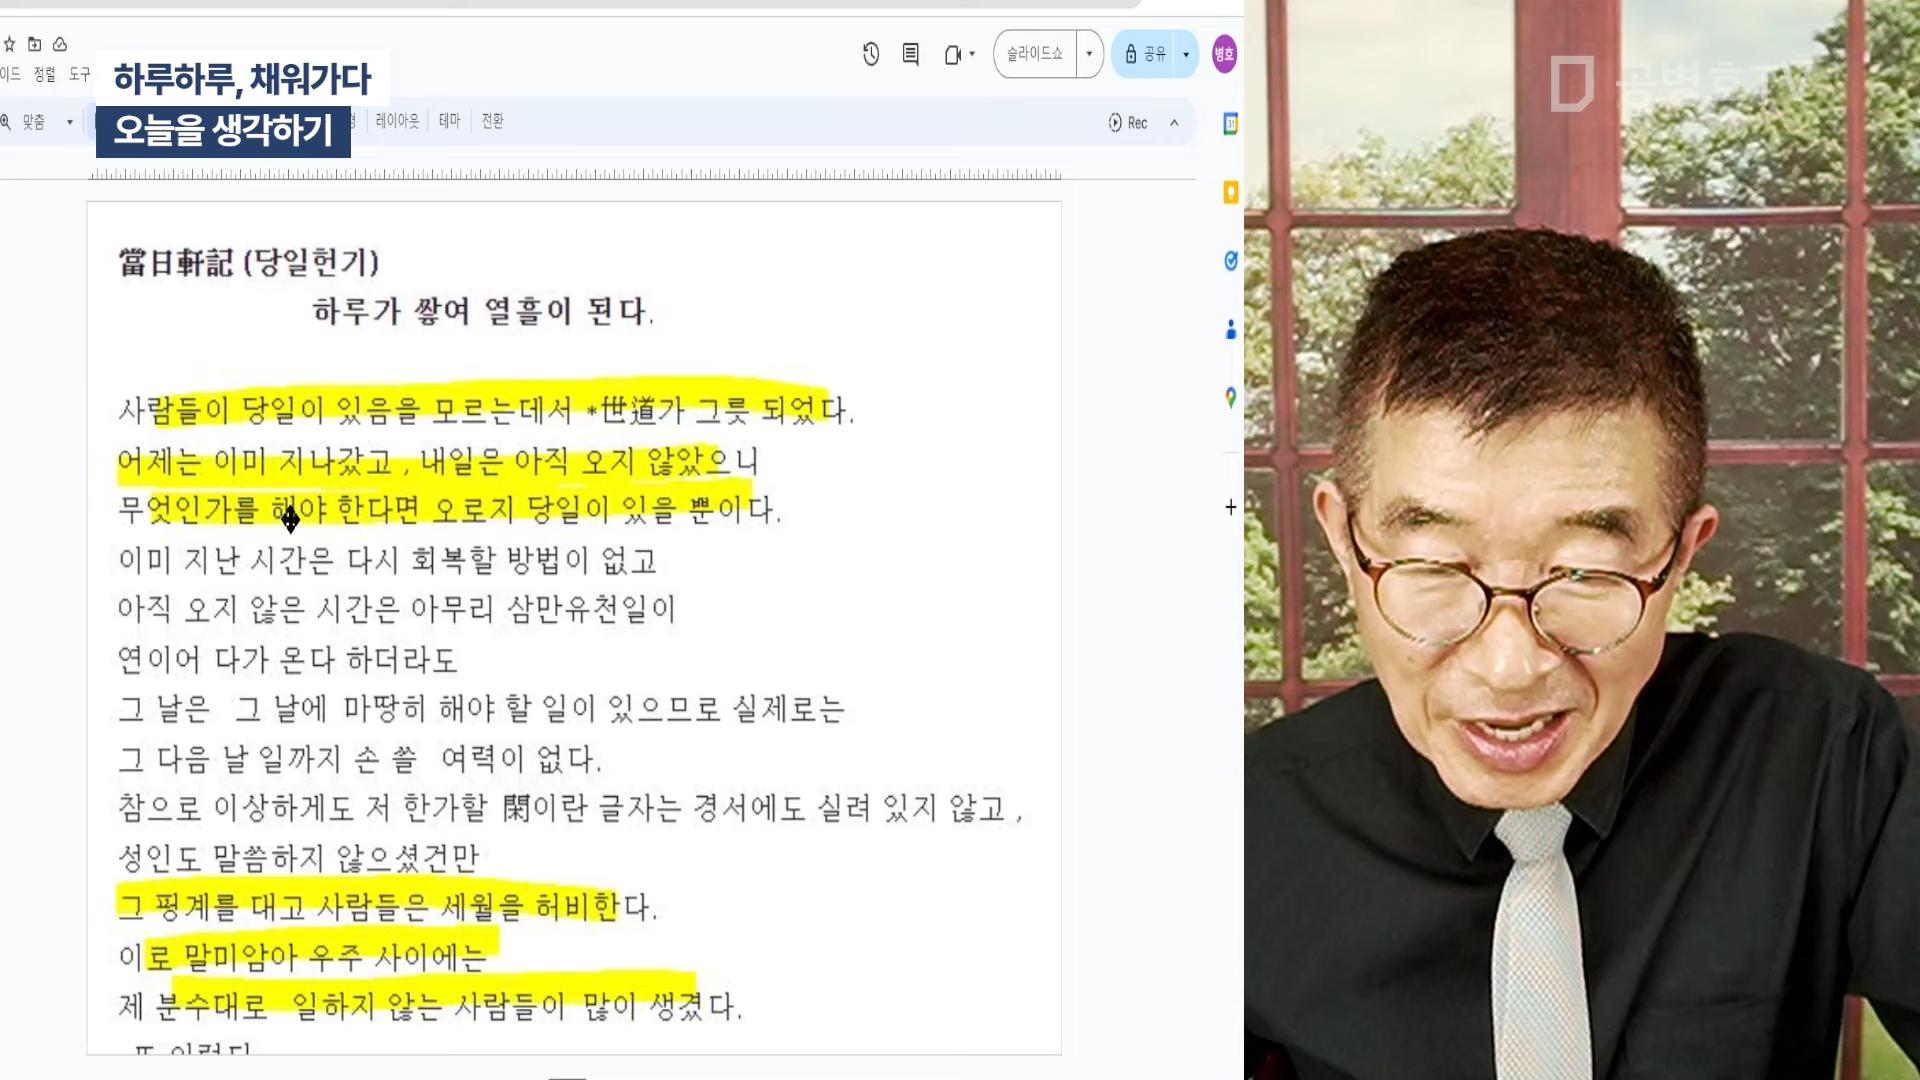 이드 정렬 도구
하루하루, 채워가다
오늘을 생각하기
맞춤
레이아웃 테마 전환
슬라이드쇼
공유
병호
Rec
31
공병호TV
當日軒記 (당일헌기)
하루가 쌓여 열흘이 된다.
사람들이 당일이 있음을 모르는데서 *世道가 그릇 되었다.
어제는 이미 지나갔고 , 내일은 아직 오지 않았으니
무엇인가를 해야 한다면 오로지 당일이 있을 뿐이다.
이미 지난 시간은 다시 회복할 방법이 없고
아직 오지 않은 시간은 아무리 삼만유천일이
연이어 다가 온다 하더라도
그 날은 그 날에 마땅히 해야 할 일이 있으므로 실제로는
그 다음 날 일까지 손 쓸 여력이 없다.
참으로 이상하게도 저 한가할 閑이란 글자는 경서에도 실려 있지 않고 ,
성인도 말씀하지 않으셨건만
그 핑계를 대고 사람들은 세월을 허비한다.
이로 말미암아 우주 사이에는
제 분수대로 일하지 않는 사람들이 많이 생겼다.